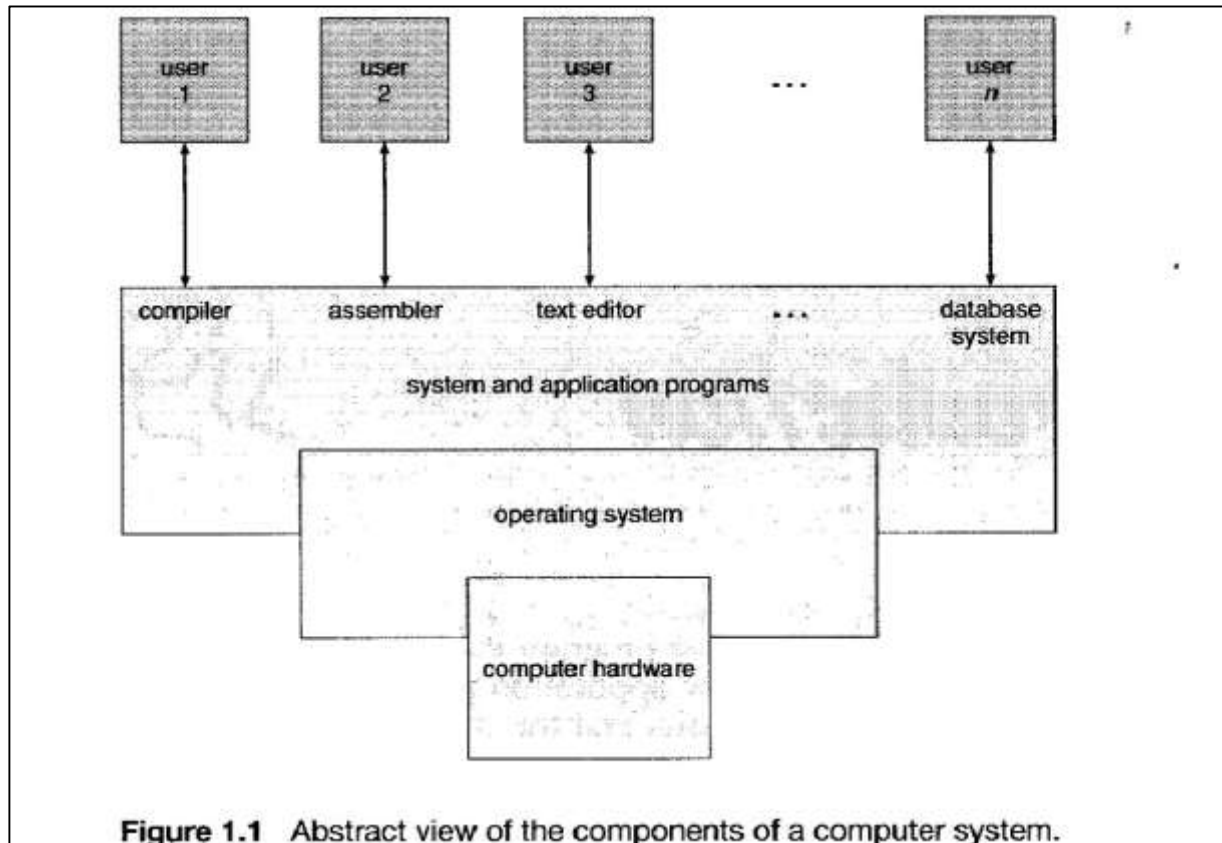 user
1
user
2
user
3
...
user
n
compiler
assembler
text editor
...
database
system
system and application programs
operating system
computer hardware
Figure 1.1 Abstract view of the components of a computer system.